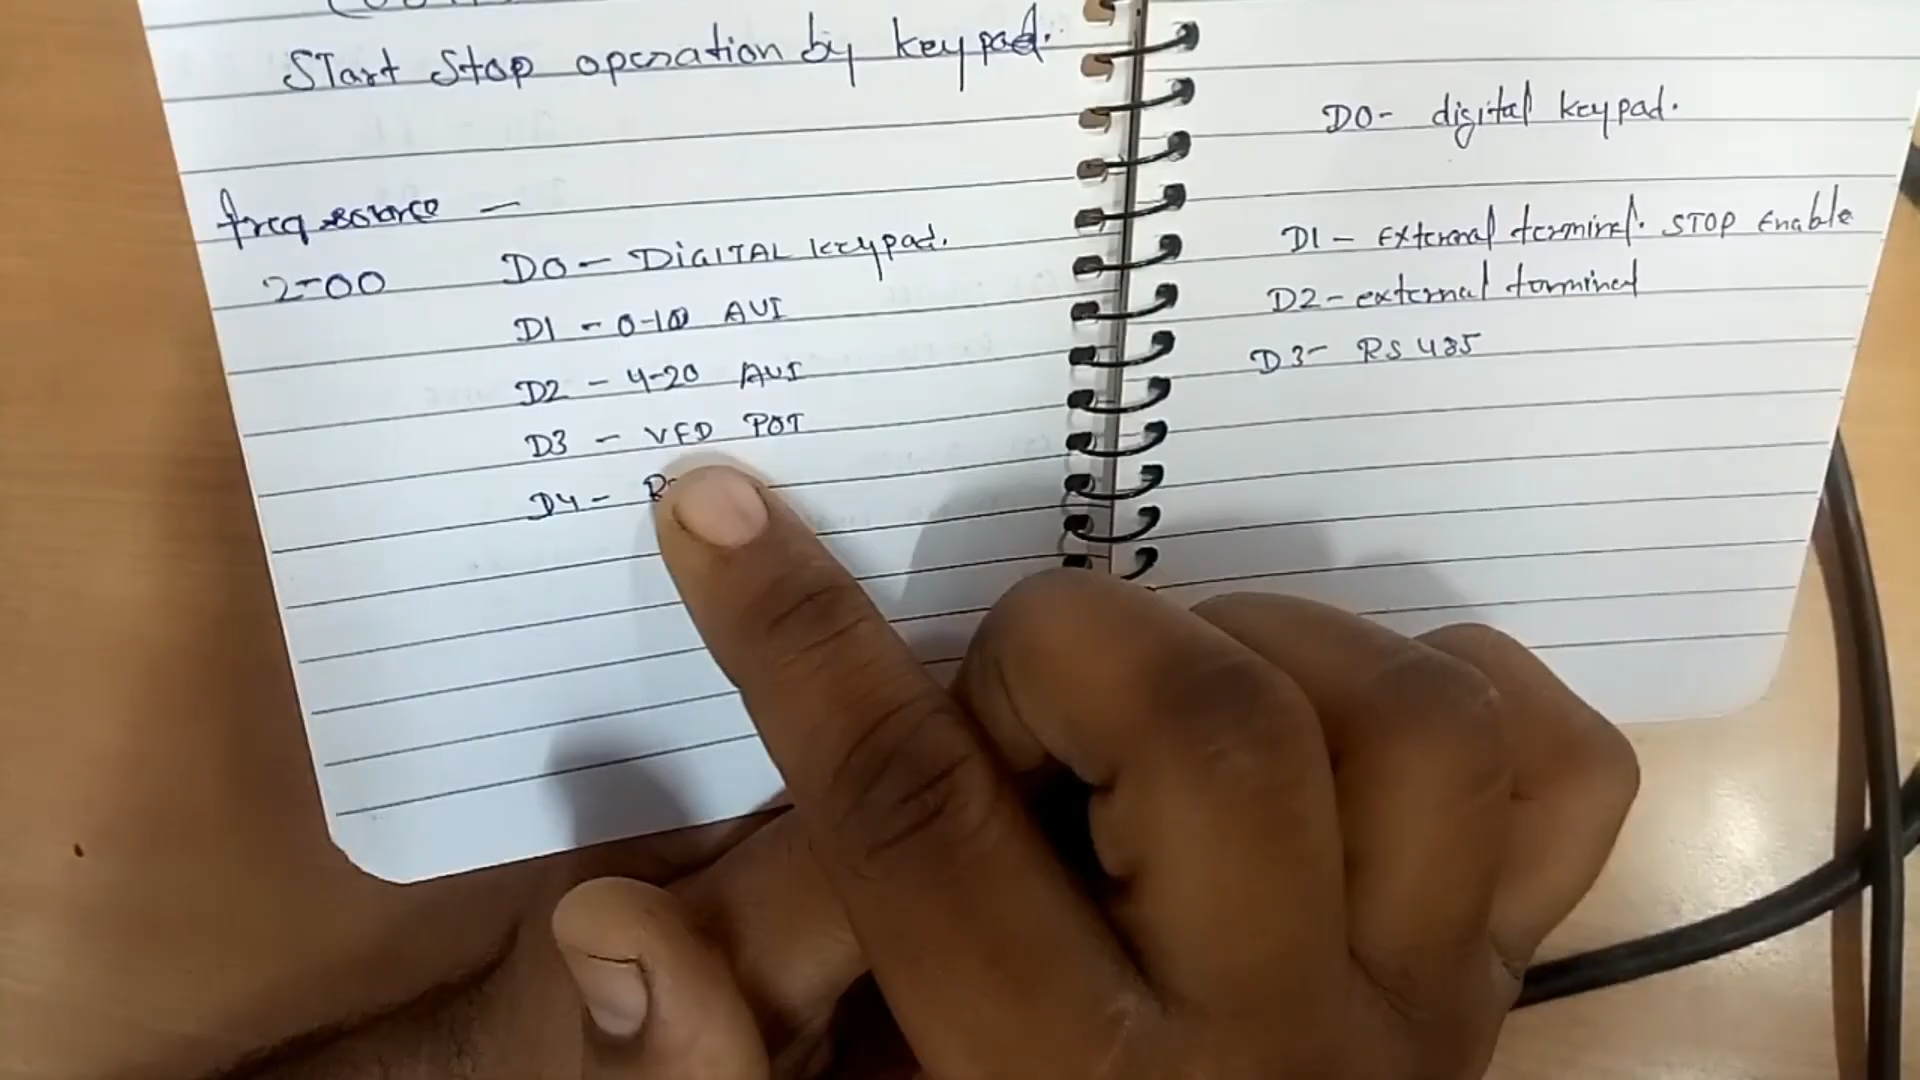 Start Stop operation by keypad.
freq source -
2-00 D0 - DIGITAL keypad.
D1 - 0-10 AVI
D2 - 4-20 AVI
D3 - VFD POT
D4 -
D0- digital keypad.
D1 - External terminal. STOP Enable
D2 - external terminal
D3- RS 485